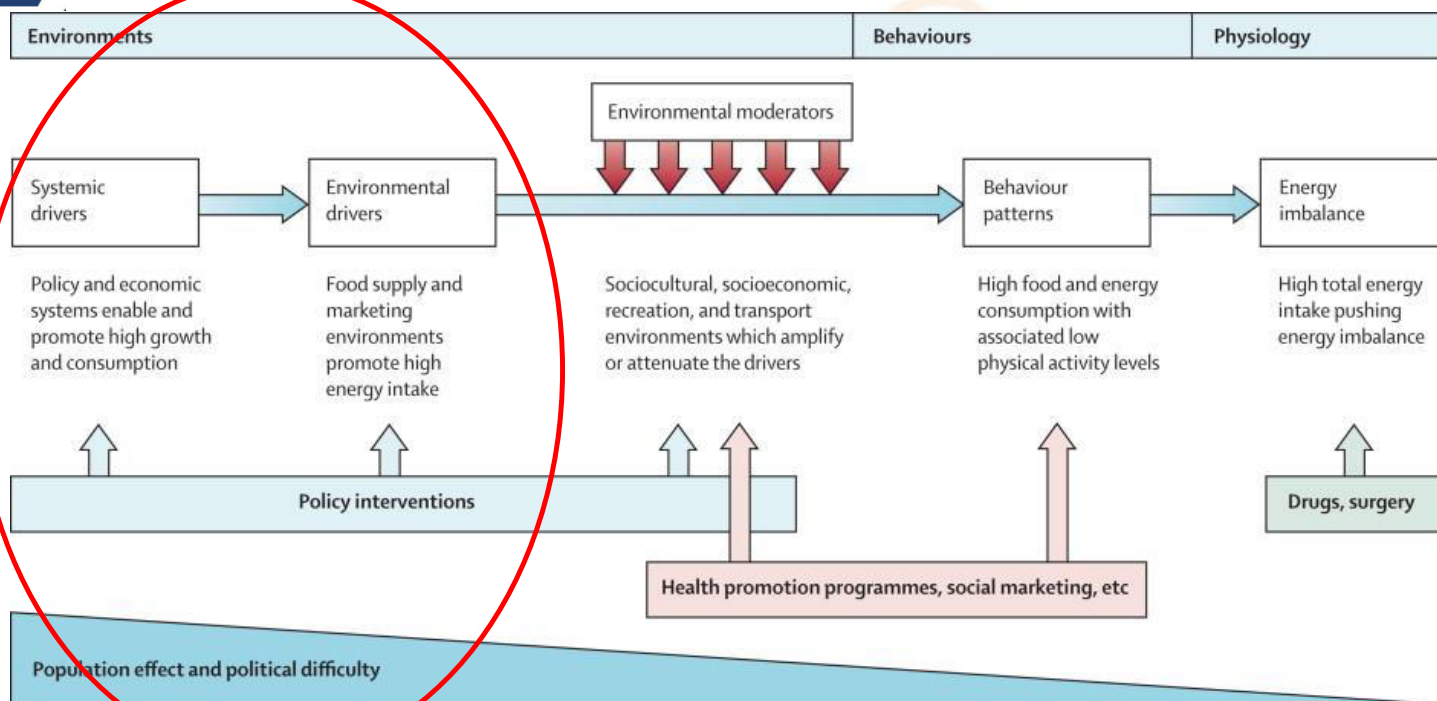 Environments
Behaviours
Physiology
Environmental moderators
Systemic
drivers
Environmental
drivers
Behaviour
patterns
Energy
imbalance
Policy and economic
systems enable and
promote high growth
and consumption
Food supply and
marketing
environments
promote high
energy intake
Sociocultural, socioeconomic,
recreation, and transport
environments which amplify
or attenuate the drivers
High food and energy
consumption with
associated low
physical activity levels
High total energy
intake pushing
energy imbalance
Policy interventions
Drugs, surgery
Health promotion programmes, social marketing, etc
Population effect and political difficulty